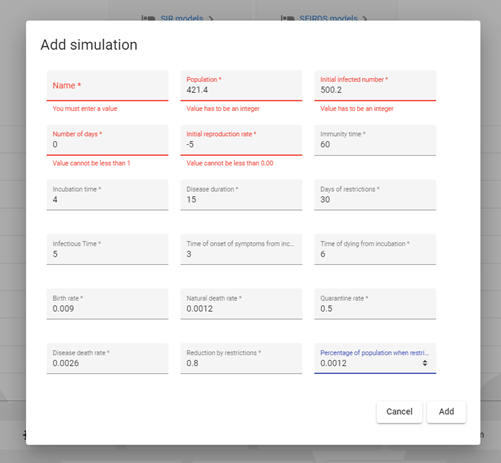 SIR models
SEIRDS models
Add simulation
Name *
You must enter a value
Population *
421.4
Value has to be an integer
Initial infected number *
500.2
Value has to be an integer
Number of days *
0
Value cannot be less than 1
Initial reproduction rate *
-5
Value cannot be less than 0.00
Immunity time *
60
Incubation time *
4
Disease duration *
15
Days of restrictions *
30
Infectious Time *
5
Time of onset of symptoms from inc...
3
Time of dying from incubation *
6
Birth rate *
0.009
Natural death rate *
0.0012
Quarantine rate *
0.5
Disease death rate *
0.0026
Reduction by restrictions *
0.8
Percentage of population when restri...
0.0012
Cancel
Add